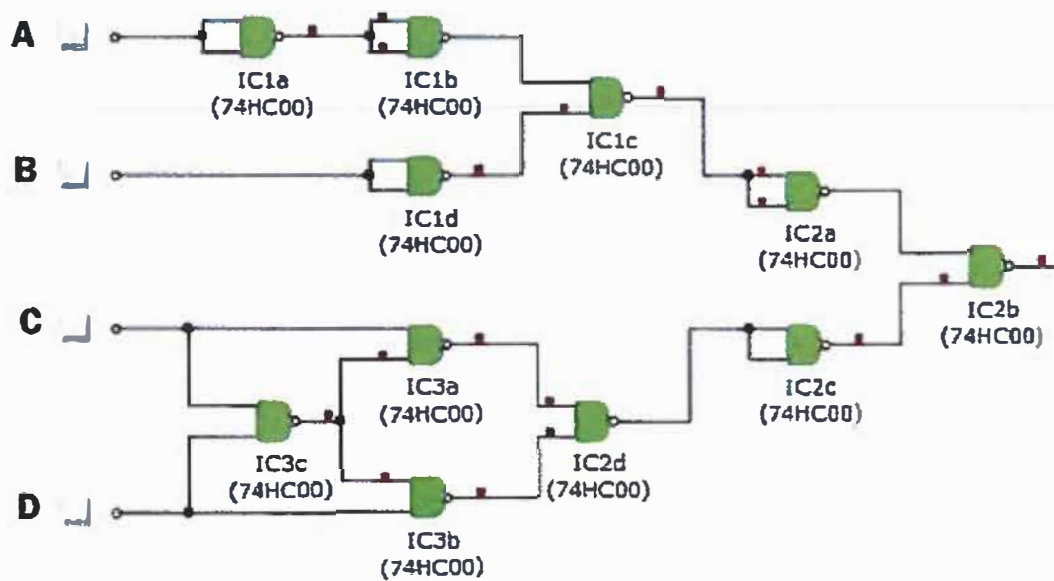 A
IC1a
(74HC00)
IC1b
(74HC00)
IC1c
(74HC00)
B
IC1d
(74HC00)
IC2a
(74HC00)
IC2b
(74HC00)
C
IC3a
(74HC00)
IC2c
(74HC00)
IC3c
(74HC00)
IC2d
(74HC00)
D
IC3b
(74HC00)